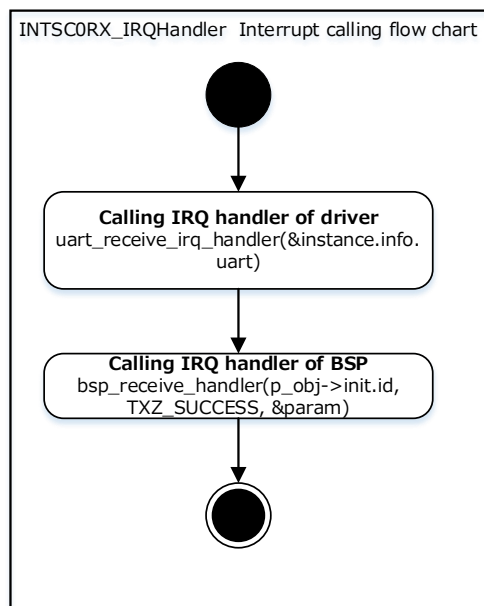 INTSC0RX_IRQHandler  Interrupt calling flow chart
Calling IRQ handler of driver
uart_receive_irq_handler(&instance.info.
uart)
Calling IRQ handler of BSP
bsp_receive_handler(p_obj->init.id,
TXZ_SUCCESS, &param)